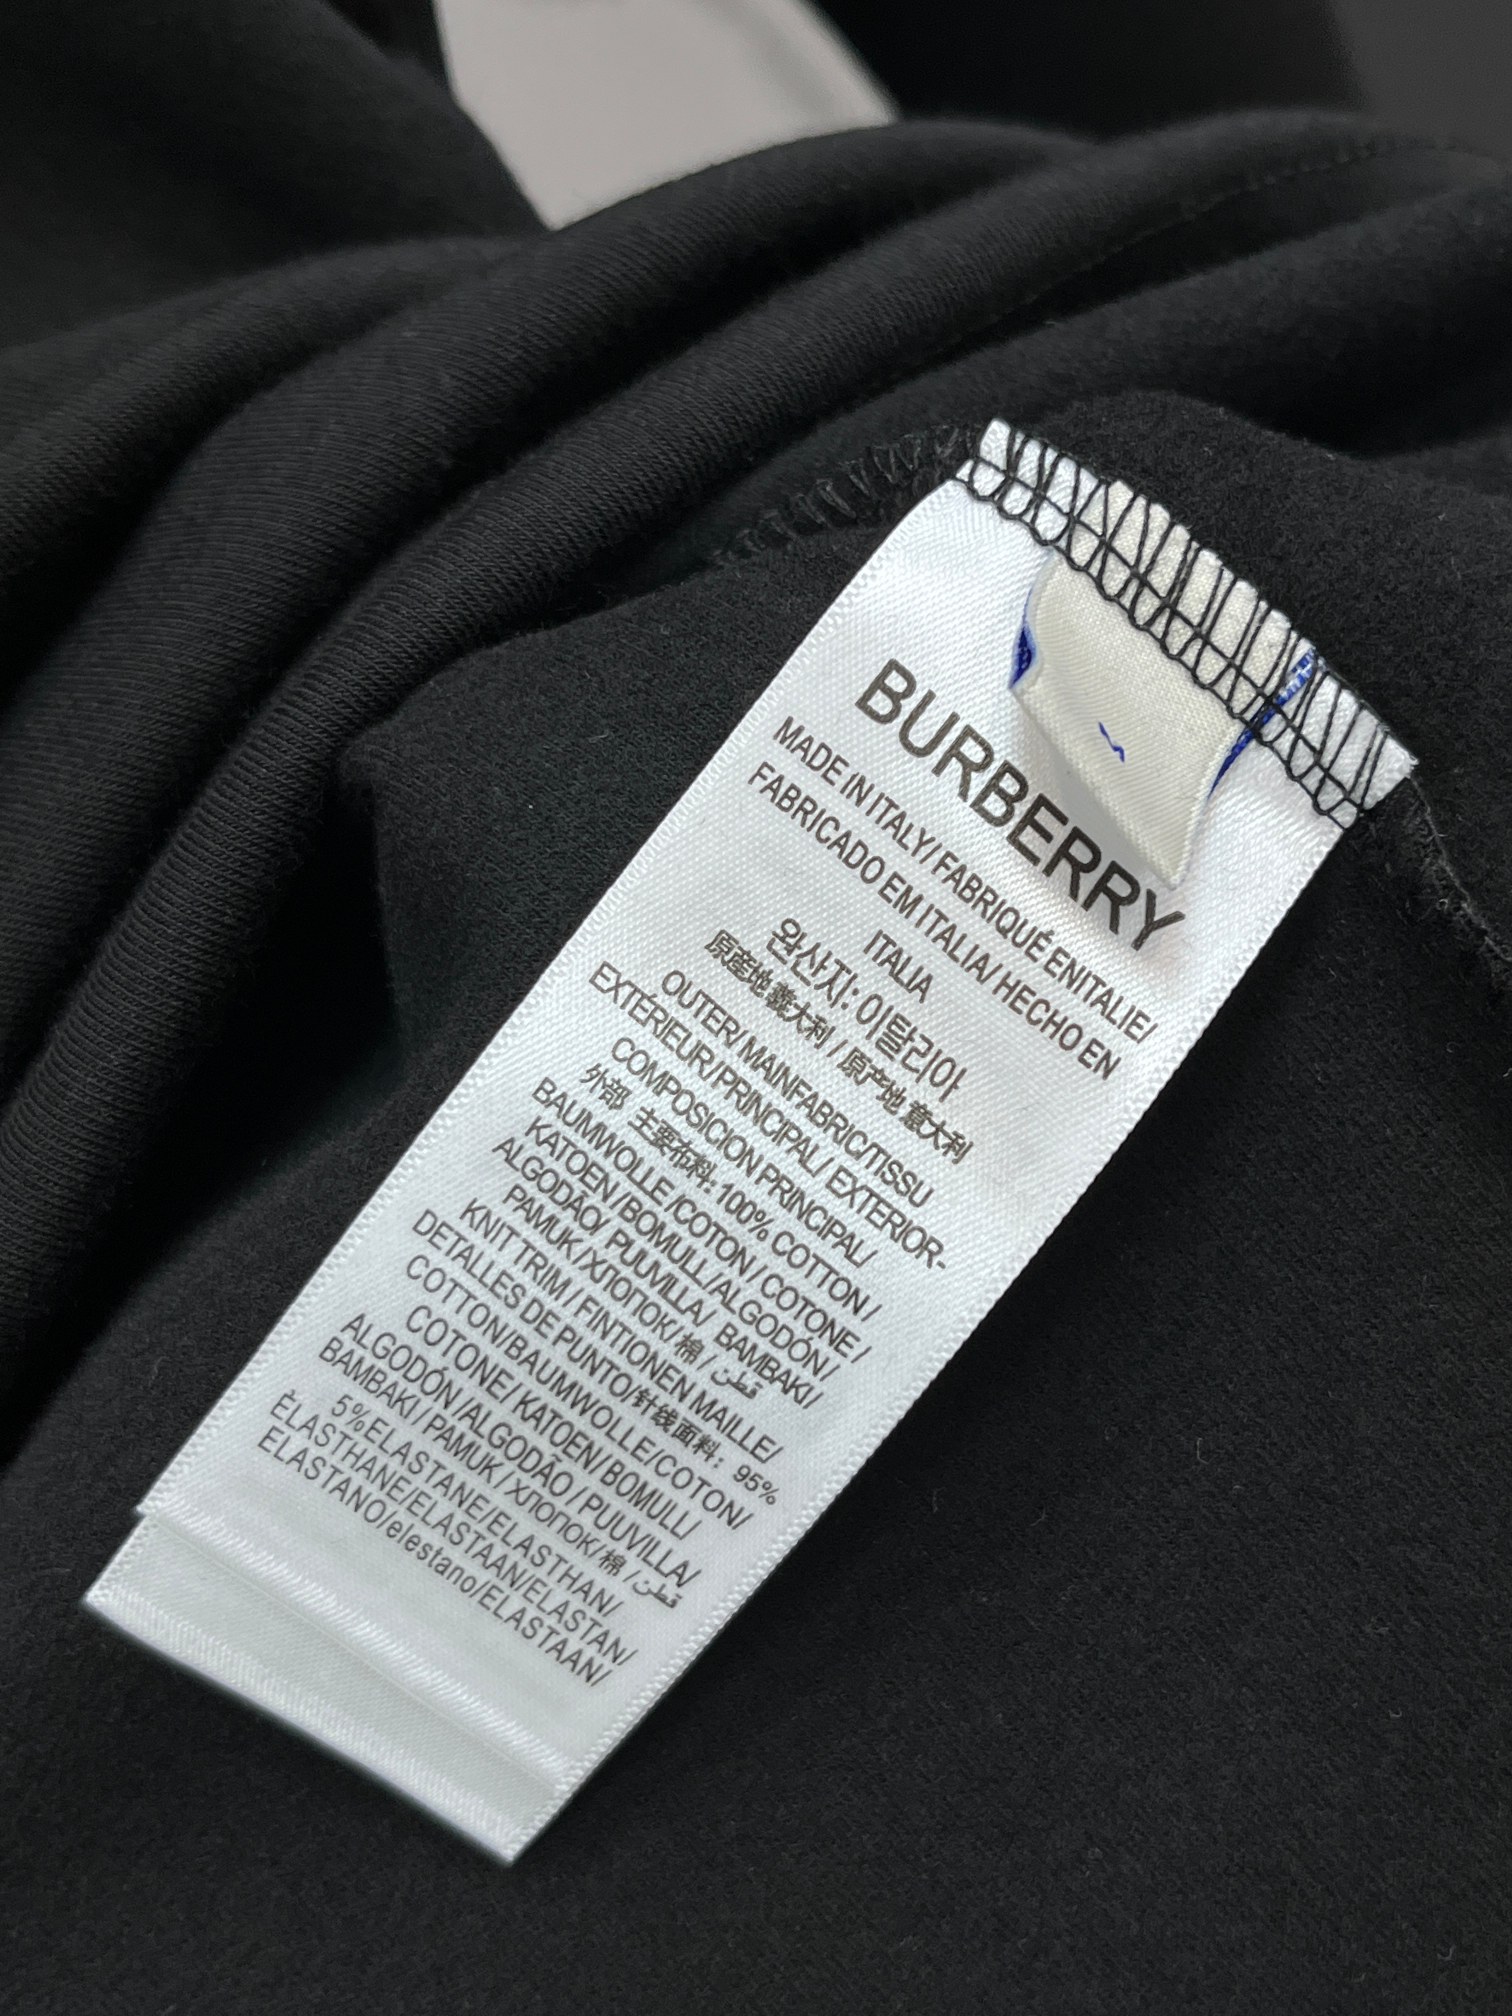 BURBERRY
MADE IN ITALY/FABRIQUÉ ENITALIE/
FABRICADO EM ITALIA/ HECHO EN
ITALIA
완산지: 이탈리아
原産地 義大利 / 原产地 意大利
OUTER/ MAINFABRIC/TISSU
EXTÉRIEUR/PRINCIPAL/ EXTERIOR-
COMPOSICION PRINCIPAL/
外部 主要布料: 100% COTTON /
BAUMWOLLE/COTON / COTONE /
KATOEN/BOMULL/ALGODÓN/
ALGODÃO/ PUUVILLA/ BAMBAKI/
PAMUK/ХЛОПОК/棉 / قطن
KNITTRIM / FINTIONEN MAILLE/
DETALLES DE PUNTO/针线面料: 95%
COTTON/BAUMWOLLE/COTON/
COTONE/ KATOEN/ BOMULL/
ALGODÓN /ALGODÃO / PUUVILLA/
BAMBAKI / PAMUK / ХЛОПОК/棉 / قطن
5%ELASTANE/ELASTHAN/
ÉLASTHANE/ELASTAAN/ELASTAN/
ELASTANO/elestano/ELASTAAN/